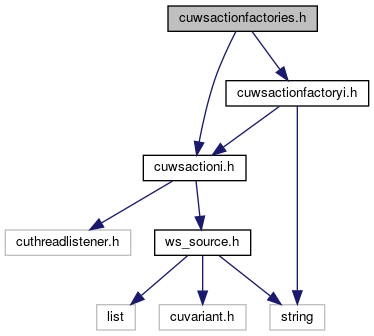 cuwsactionfactories.h
cuwsactionfactoryi.h
cuwsactioni.h
cuthreadlistener.h
ws_source.h
list
cuvariant.h
string